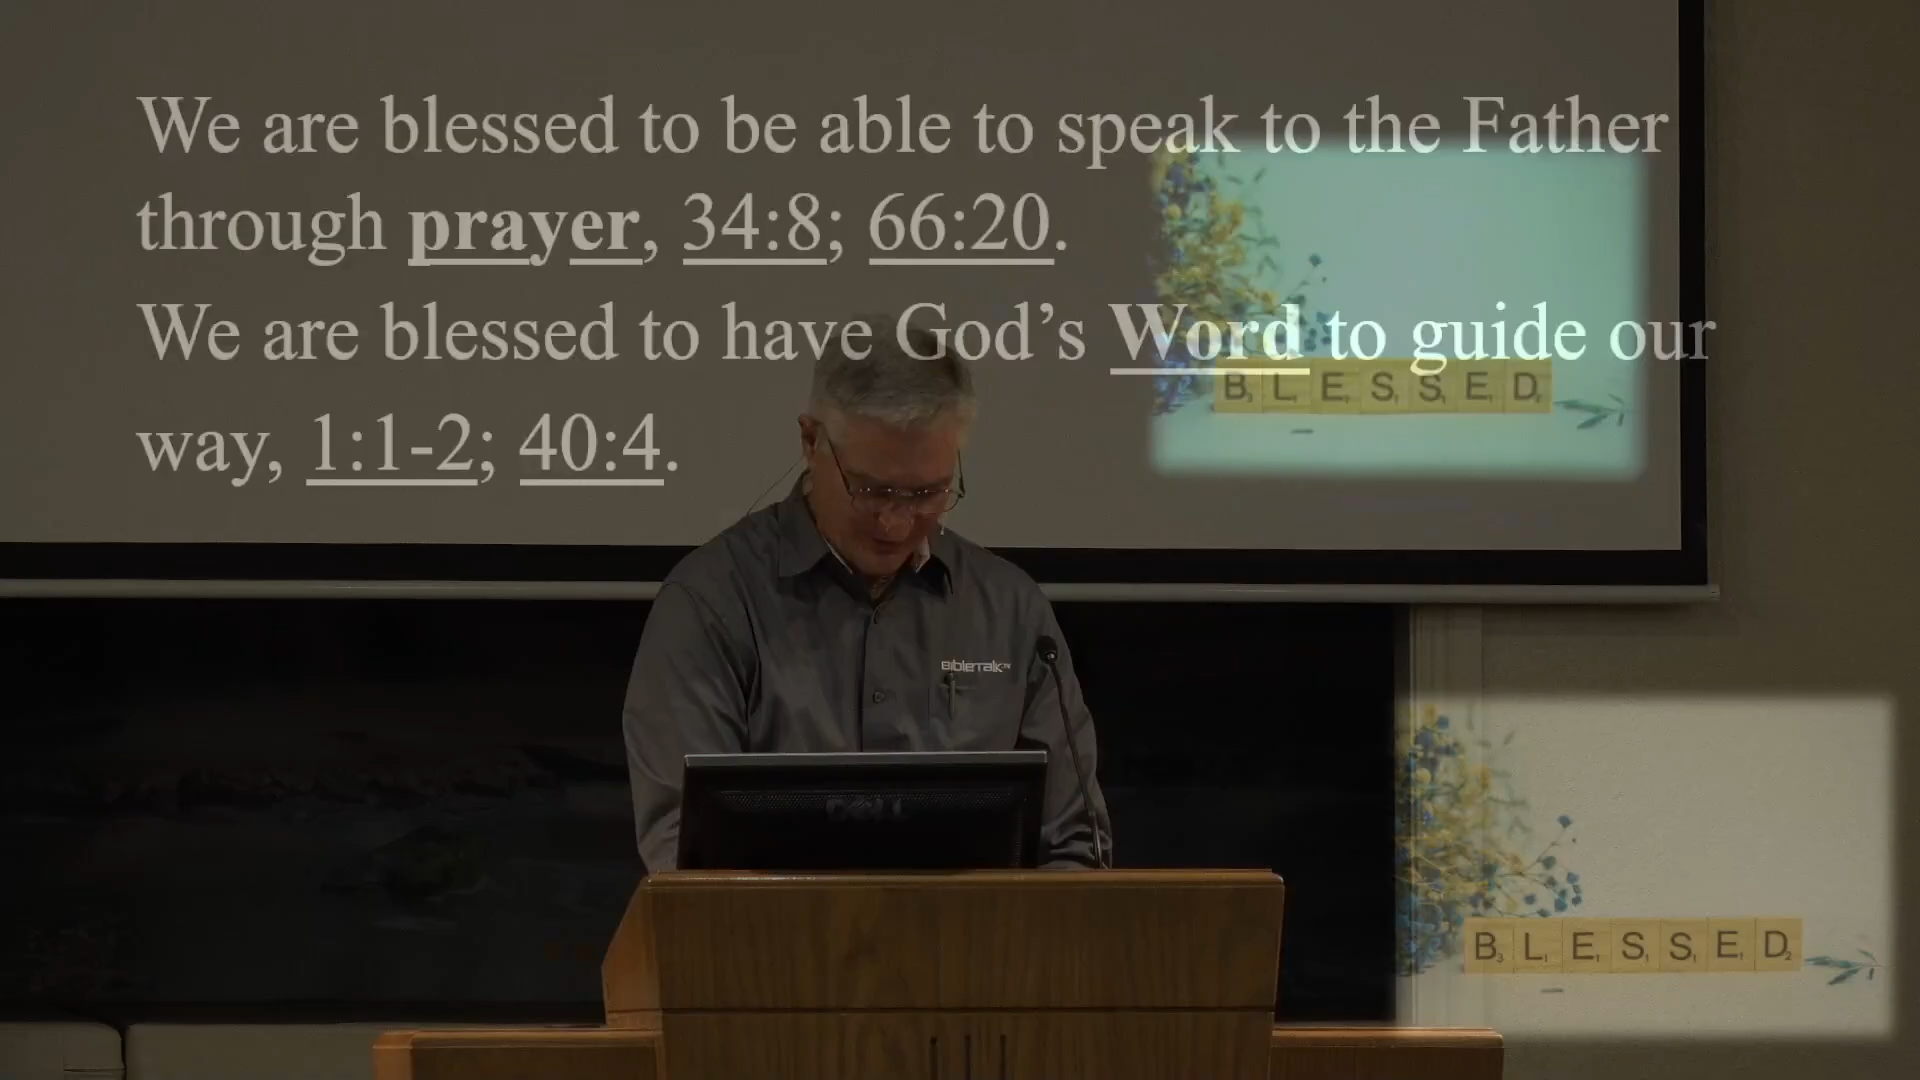 We are blessed to be able to speak to the Father
through prayer, 34:8; 66:20.
We are blessed to have God’s Word to guide our
way, 1:1-2; 40:4.
BLESSED
BibleTalk
DELL
BLESSED